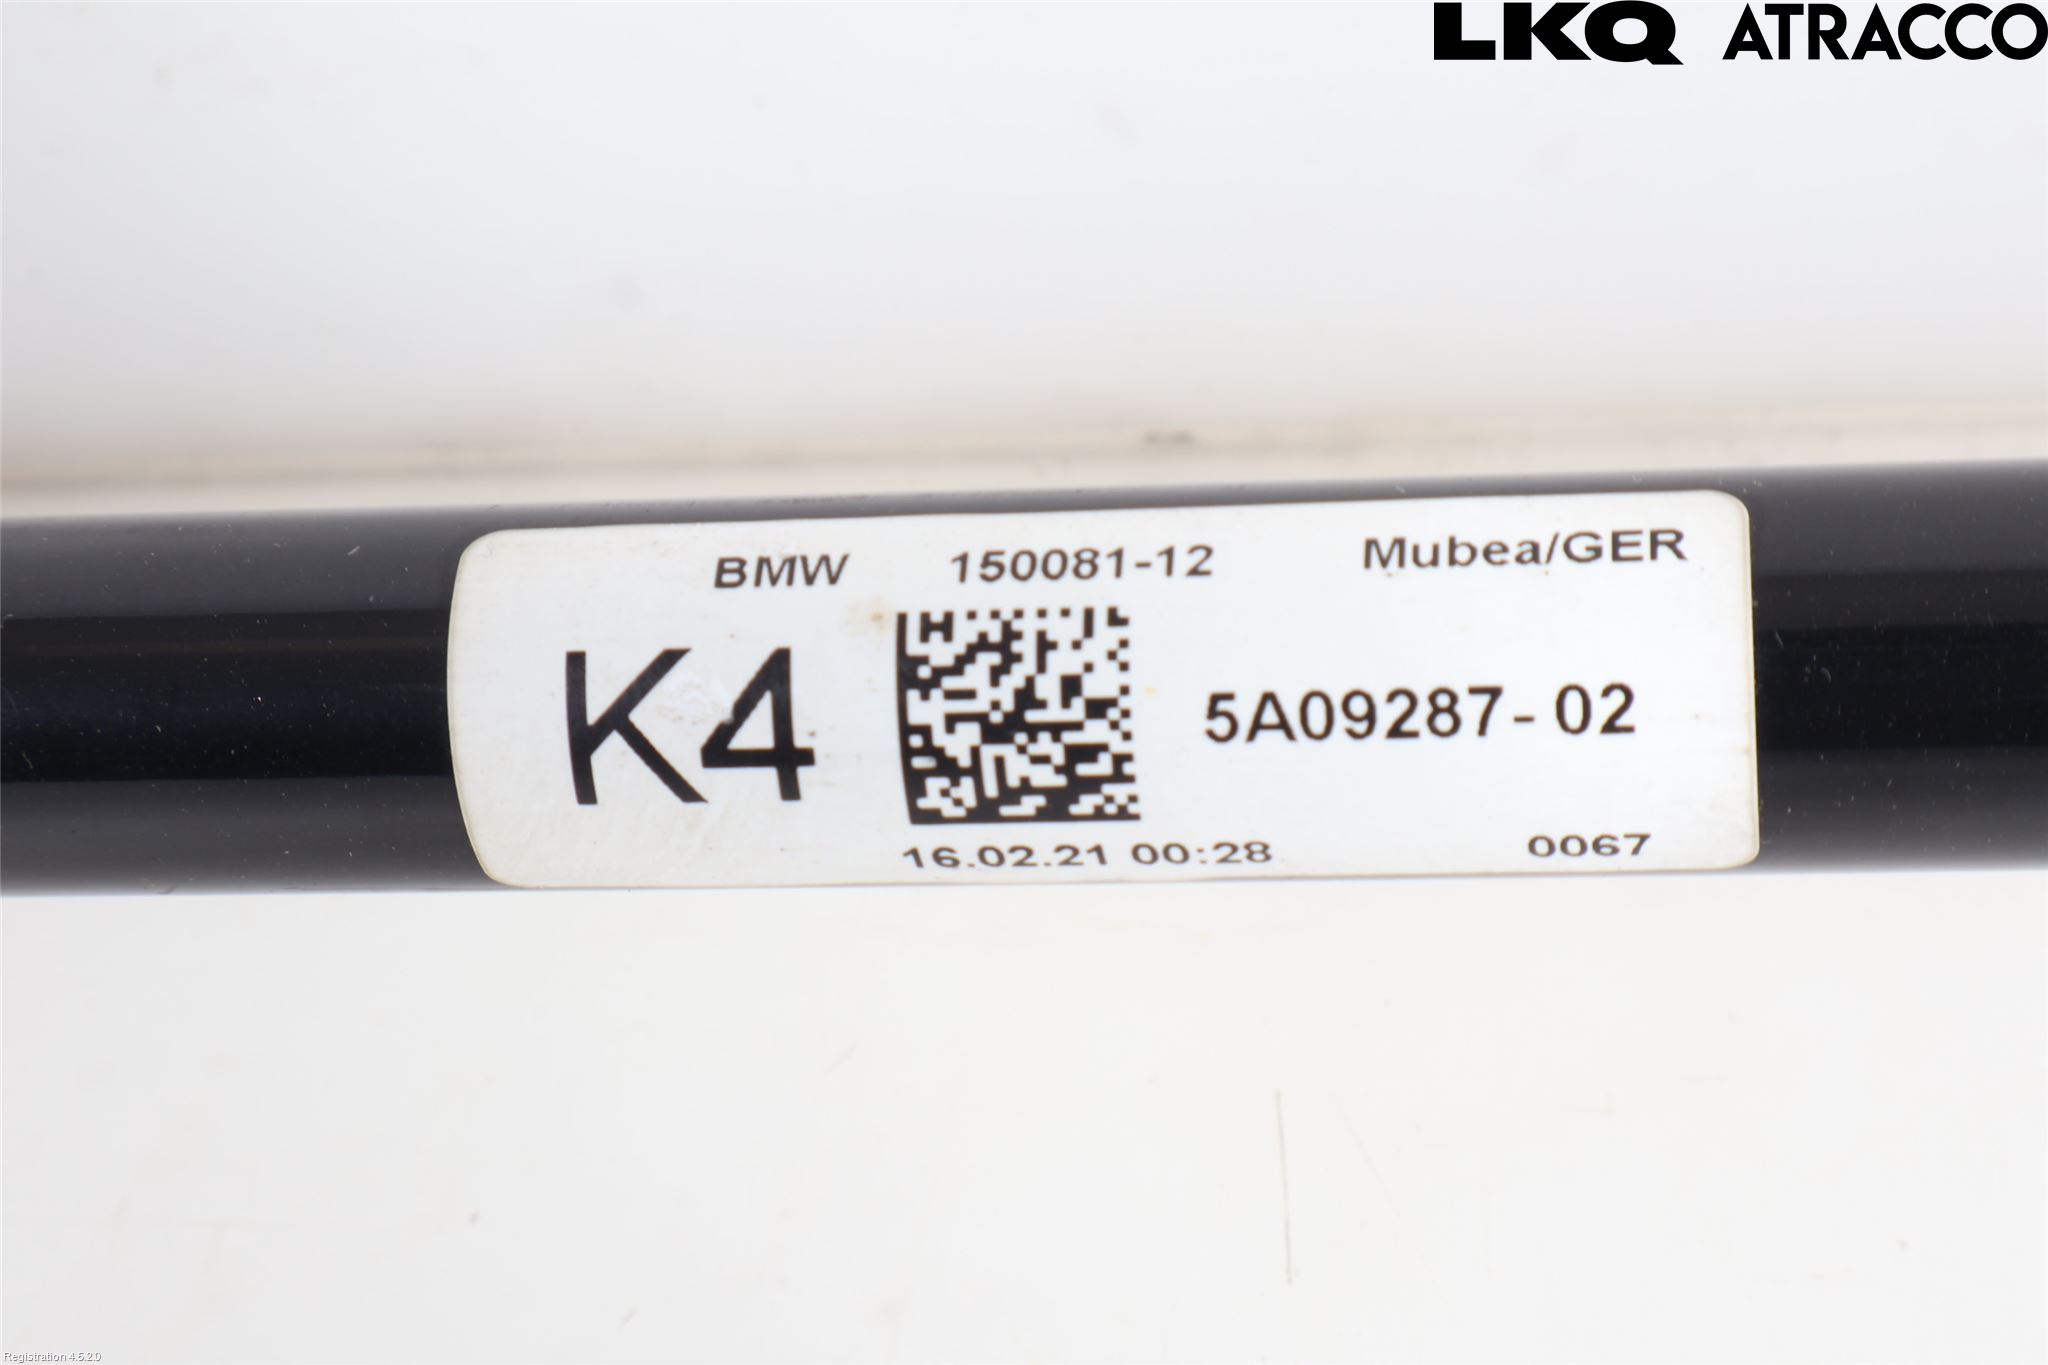 LKQ ATRACCO
BMW 150081-12 Mubea/GER
K4 5A09287-02
16.02.21 00:28 0067
Registration 4.5.2.0